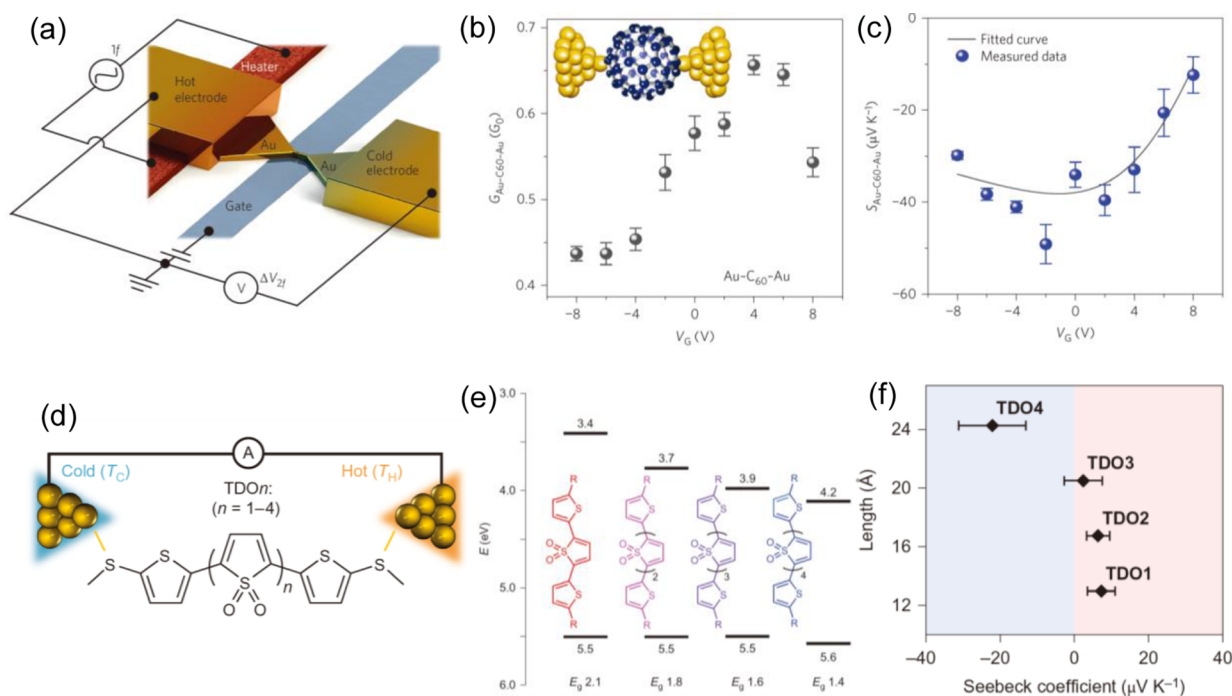 (a)
1f
Heater
Hot
electrode
Au
Au
Cold
electrode
Gate
V
ΔV2f
(b)
G Au-C60-Au (G0)
0.7
0.6
0.5
0.4
−8
−4
0
4
8
VG (V)
Au–C60–Au
(c)
S Au-C60-Au (μV K−1)
0
−20
−40
−60
Fitted curve
Measured data
−8
−4
0
4
8
VG (V)
(d)
A
Cold (TC)
Hot (TH)
TDOn:
(n = 1–4)
S
S
S
O
O
n
S
S
(e)
E (eV)
3.0
4.0
5.0
6.0
3.4
3.7
3.9
4.2
R
R
R
R
S
S
S
S
O
S
O
O
S
O
2
O
S
O
3
O
S
O
4
S
S
S
S
R
R
R
R
5.5
5.5
5.5
5.6
Eg 2.1
Eg 1.8
Eg 1.6
Eg 1.4
(f)
Length (Å)
24
20
16
12
TDO4
TDO3
TDO2
TDO1
−40
−20
0
20
40
Seebeck coefficient (μV K−1)